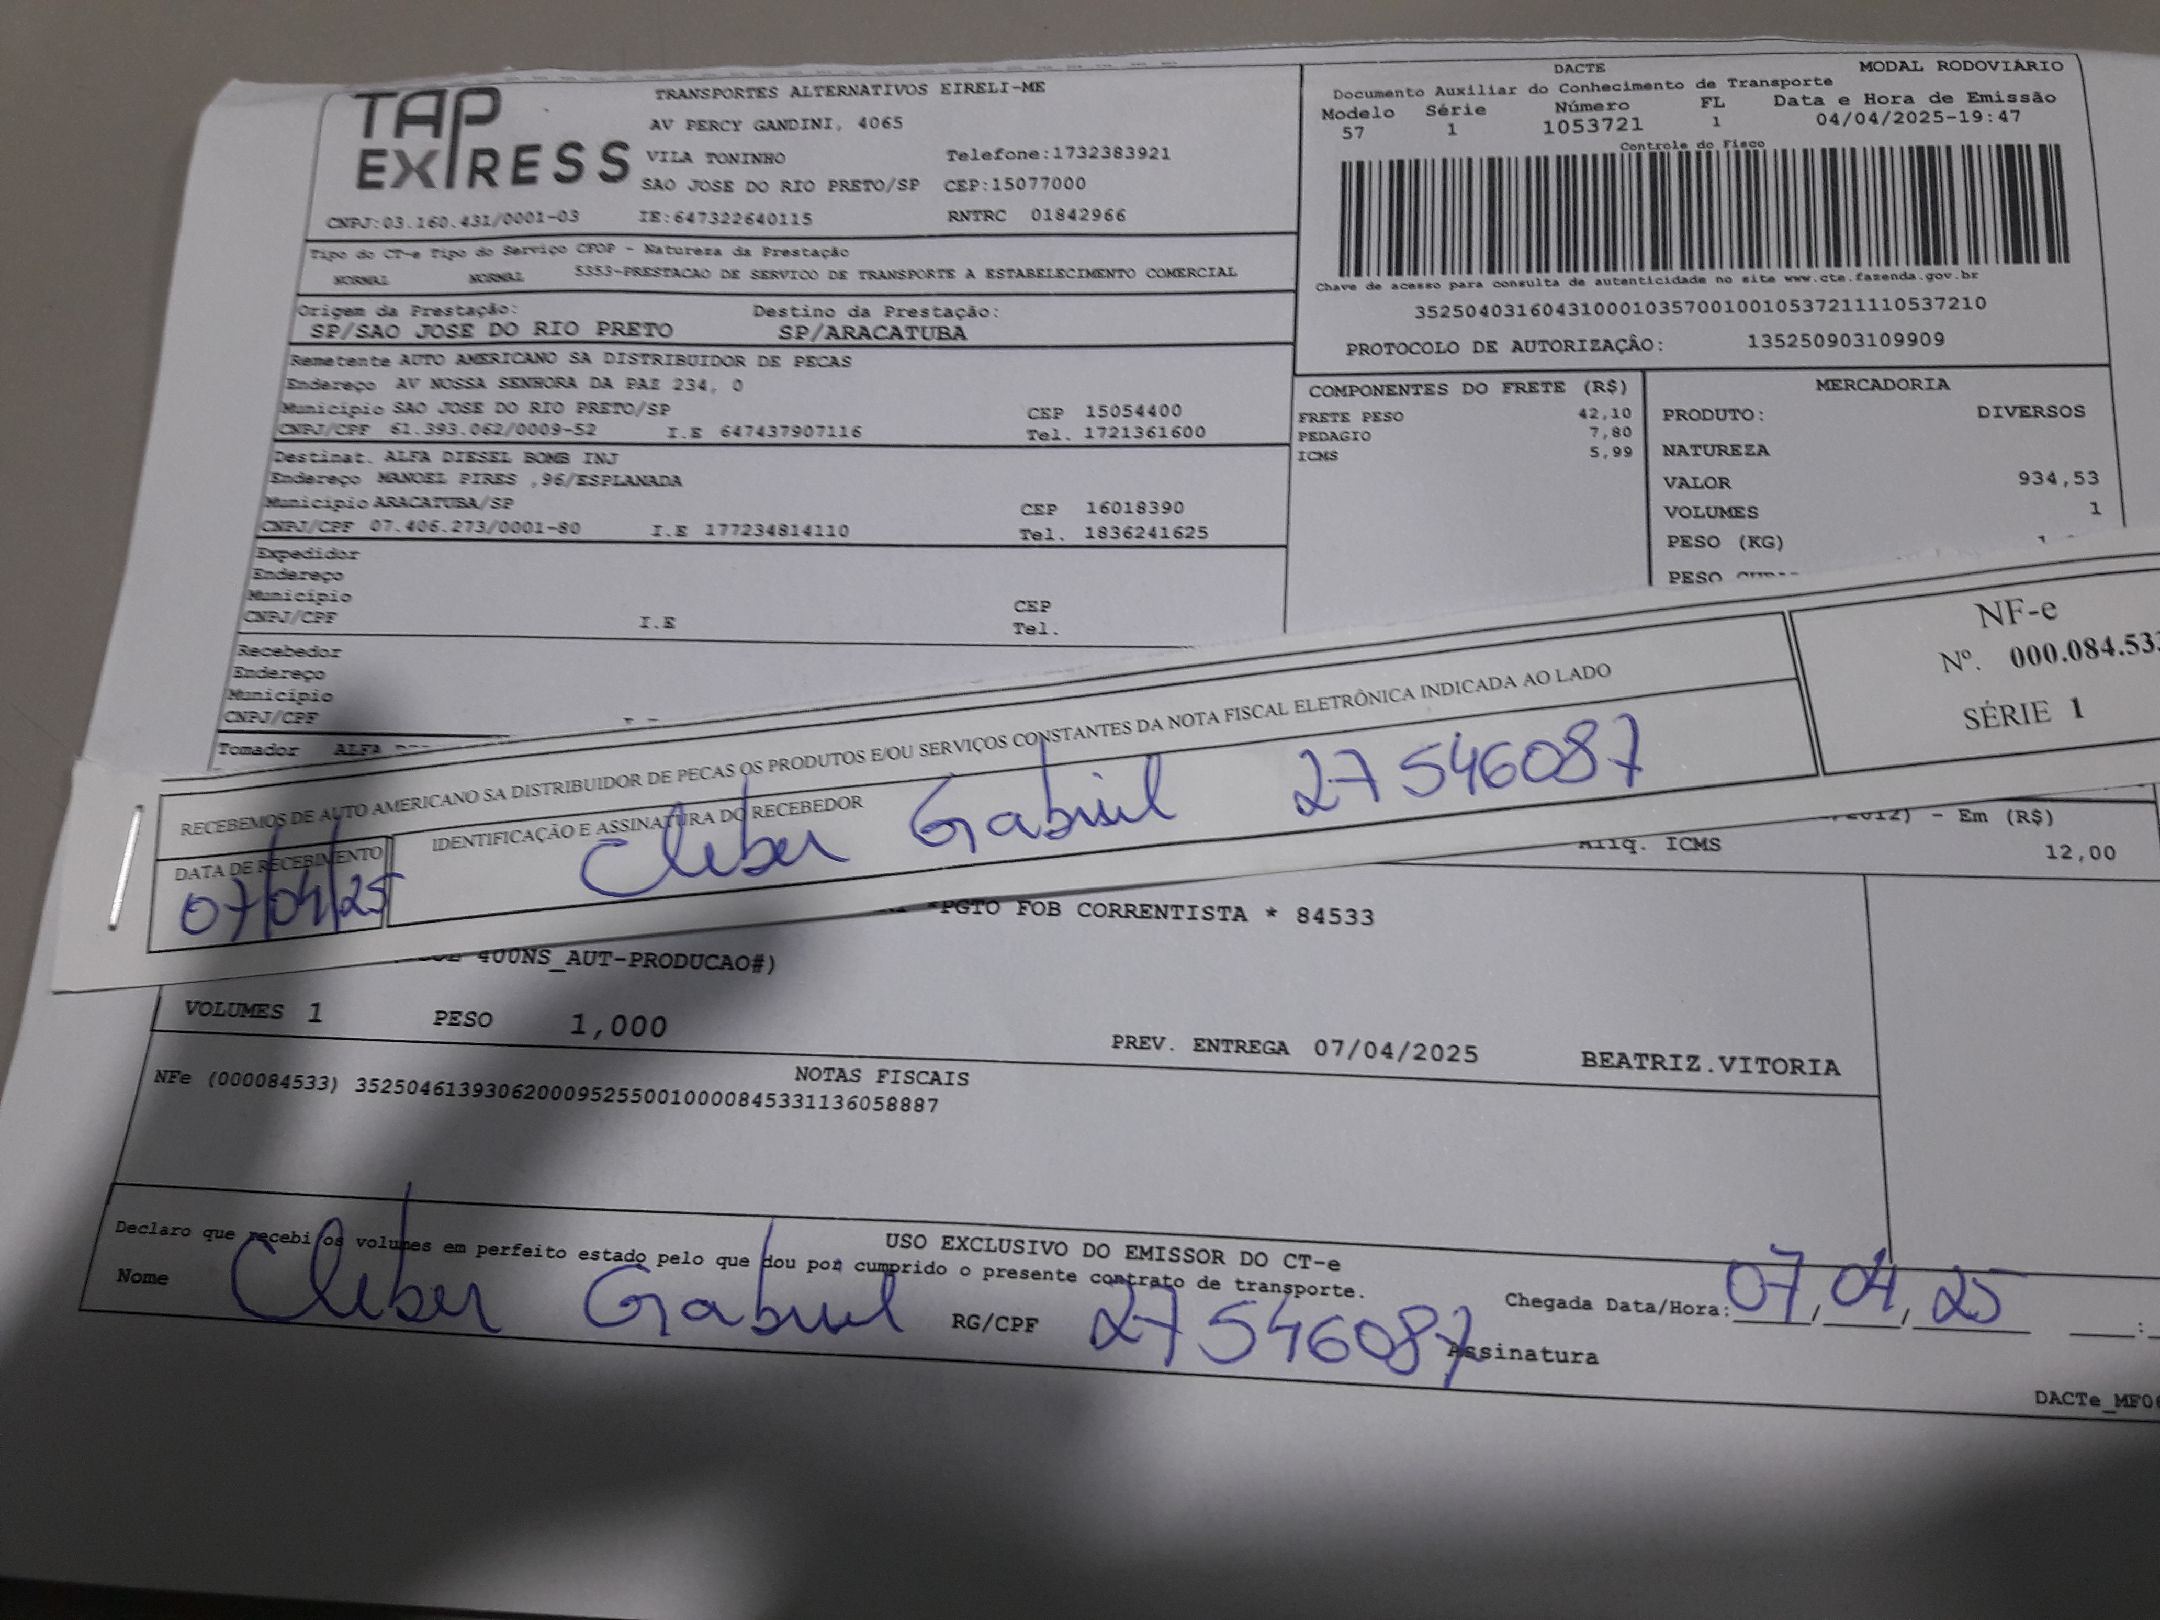 TAP EXPRESS
TRANSPORTES ALTERNATIVOS EIRELI-ME
AV PERCY GANDINI, 4065
VILA TONINHO Telefone:1732383921
SAO JOSE DO RIO PRETO/SP CEP:15077000
CNPJ:03.160.431/0001-03 IE:647322640115 RNTRC 01842966
DACTE MODAL RODOVIÁRIO
Documento Auxiliar do Conhecimento de Transporte
Modelo Série Número FL Data e Hora de Emissão
57 1 1053721 1 04/04/2025-19:47
Controle do Fisco
Chave de acesso para consulta de autenticidade no site www.cte.fazenda.gov.br
35250403160431000103570010010537211110537210
PROTOCOLO DE AUTORIZAÇÂO: 135250903109909
Tipo do CT-e Tipo do Serviço CFOP - Natureza da Prestação
NORMAL NORMAL 5353-PRESTACAO DE SERVICO DE TRANSPORTE A ESTABELECIMENTO COMERCIAL
Origem da Prestação: Destino da Prestação:
SP/SAO JOSE DO RIO PRETO SP/ARACATUBA
Remetente AUTO AMERICANO SA DISTRIBUIDOR DE PECAS
Endereço AV NOSSA SENHORA DA PAZ 234, 0
Município SAO JOSE DO RIO PRETO/SP CEP 15054400
CNPJ/CPF 61.393.062/0009-52 I.E 647437907116 Tel. 1721361600
Destinat. ALFA DIESEL BOMB INJ
Endereço MANOEL PIRES ,96/ESPLANADA
Município ARACATUBA/SP CEP 16018390
CNPJ/CPF 07.406.273/0001-80 I.E 177234814110 Tel. 1836241625
Expedidor
Endereço
Município CEP
CNPJ/CPF I.E Tel.
Recebedor
Endereço
Município
CNPJ/CPF
Tomador ALFA
COMPONENTES DO FRETE (R$)
FRETE PESO 42,10
PEDAGIO 7,80
ICMS 5,99
MERCADORIA
PRODUTO: DIVERSOS
NATUREZA
VALOR 934,53
VOLUMES 1
PESO (KG)
PESO
RECEBEMOS DE AUTO AMERICANO SA DISTRIBUIDOR DE PECAS OS PRODUTOS E/OU SERVIÇOS CONSTANTES DA NOTA FISCAL ELETRÔNICA INDICADA AO LADO
DATA DE RECEBIMENTO
07/04/25
IDENTIFICAÇÃO E ASSINATURA DO RECEBEDOR
Cleber Gabriel 27546087
NF-e
Nº. 000.084.533
SÉRIE 1
- Em (R$)
Alíq. ICMS 12,00
*PGTO FOB CORRENTISTA * 84533
400NS_AUT-PRODUCAO#)
VOLUMES 1 PESO 1,000 PREV. ENTREGA 07/04/2025 BEATRIZ.VITORIA
NOTAS FISCAIS
NFe (000084533) 35250461393062000952550010000845331136058887
USO EXCLUSIVO DO EMISSOR DO CT-e
Declaro que recebi os volumes em perfeito estado pelo que dou por cumprido o presente contrato de transporte.
Nome Cleber Gabriel RG/CPF 27546087 Assinatura
Chegada Data/Hora: 07/04/25 :